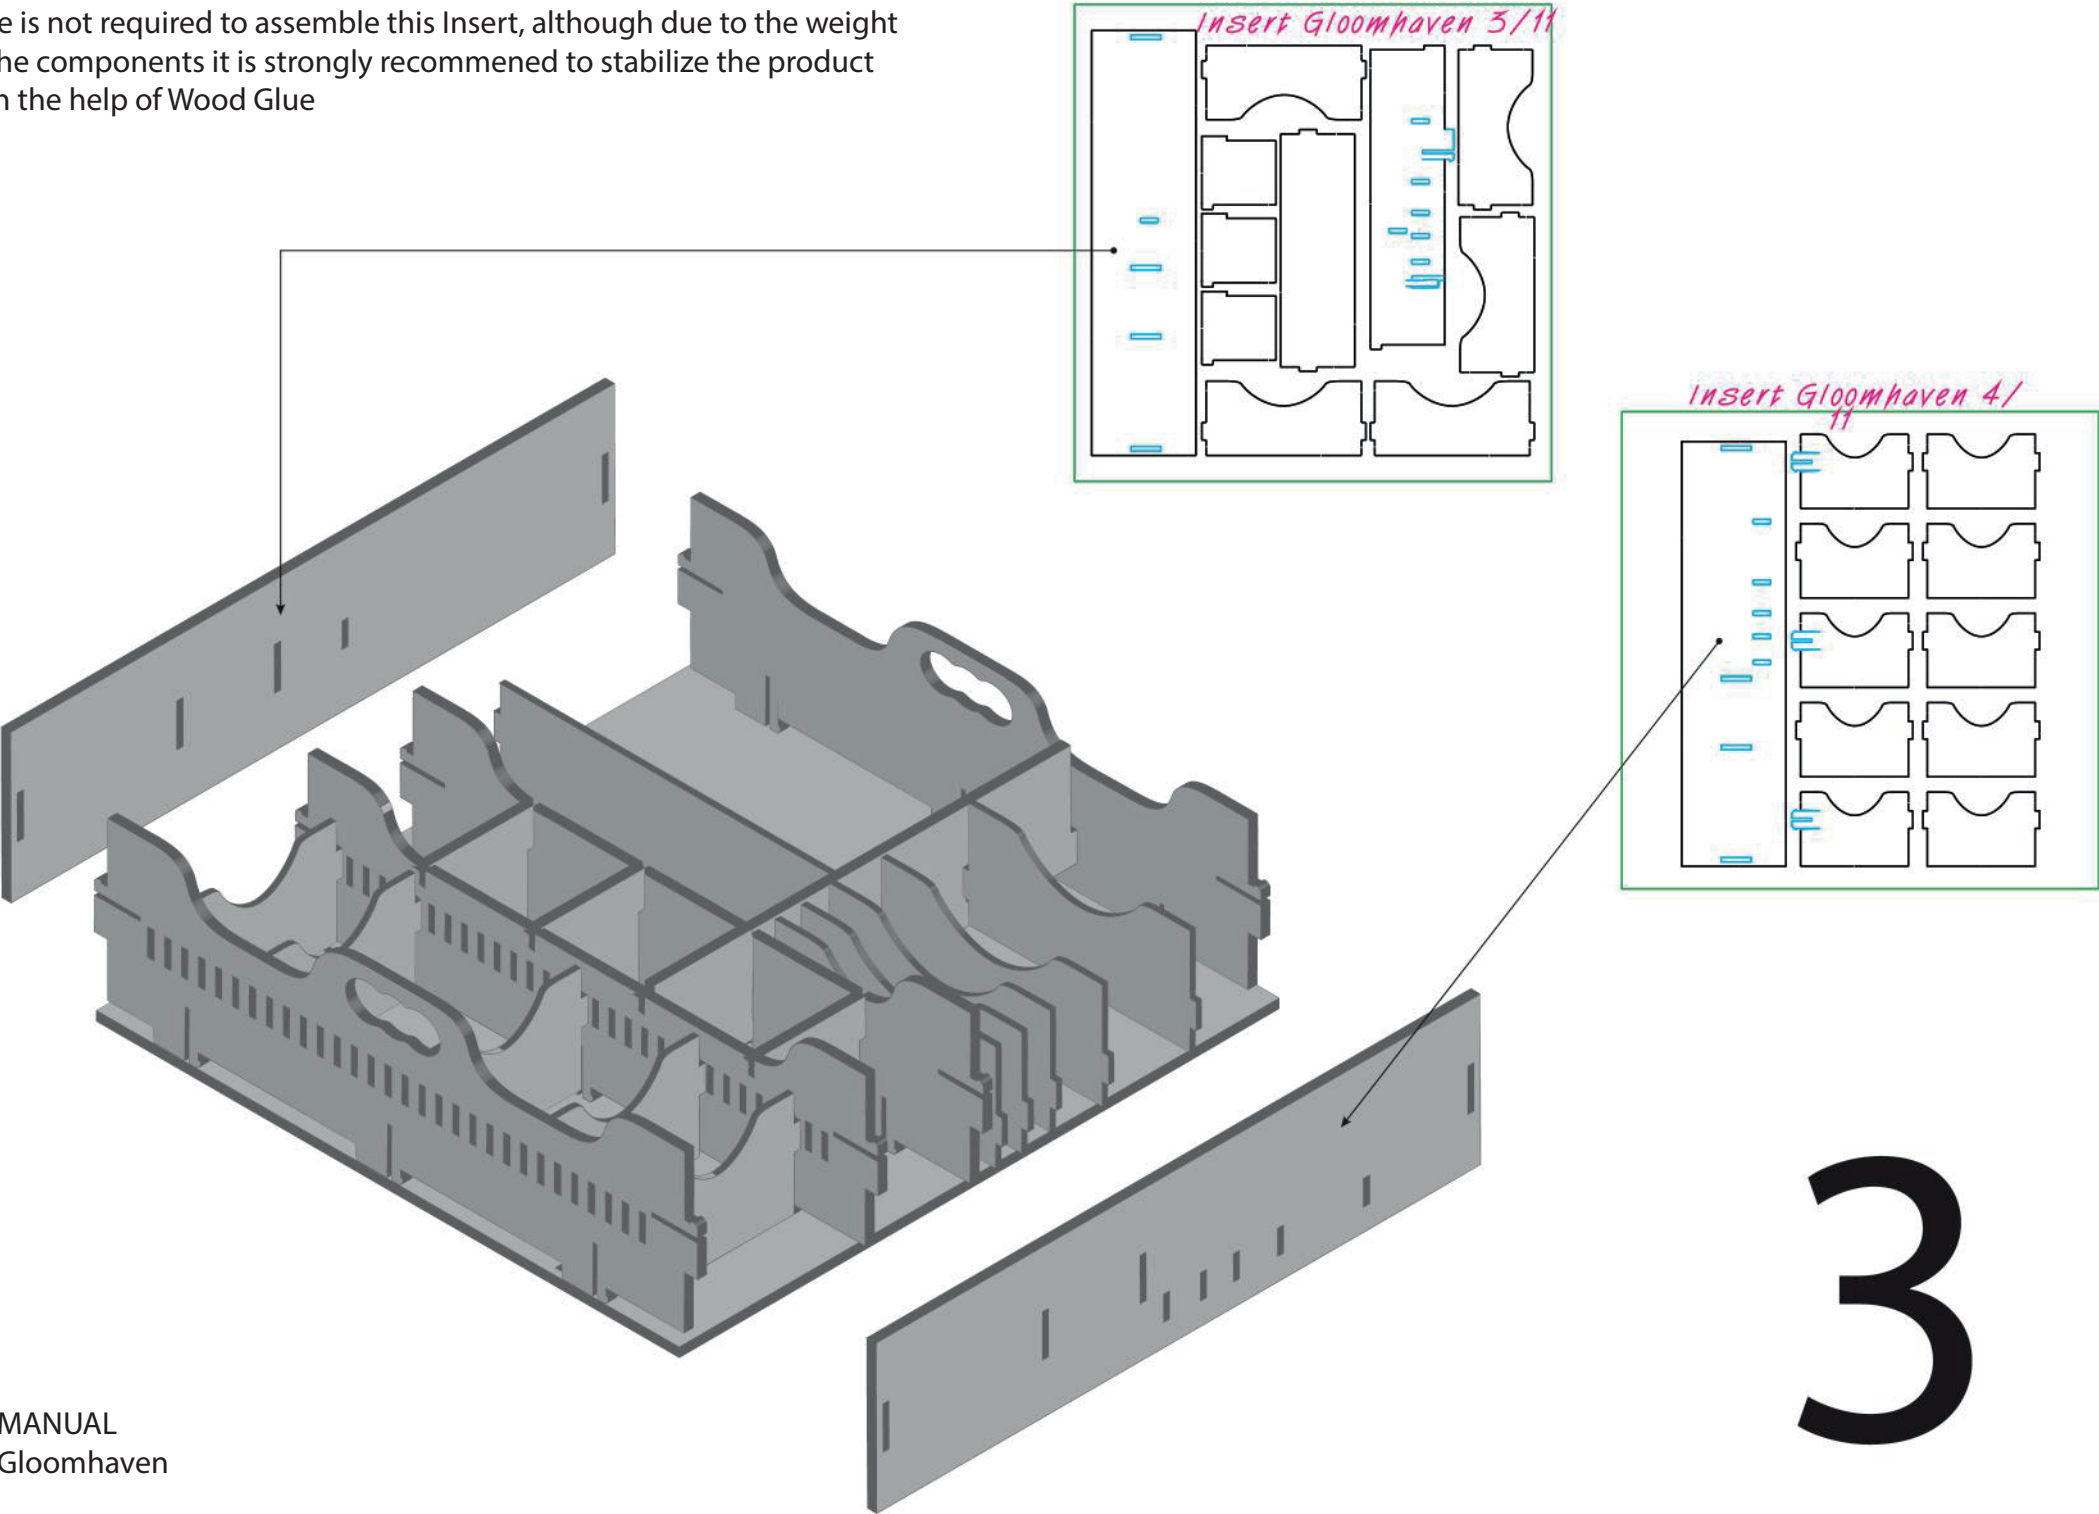 e is not required to assemble this Insert, although due to the weight
he components it is strongly recommened to stabilize the product
h the help of Wood Glue
Insert Gloomhaven 3/11
Insert Gloomhaven 4/
11
3
MANUAL
Gloomhaven